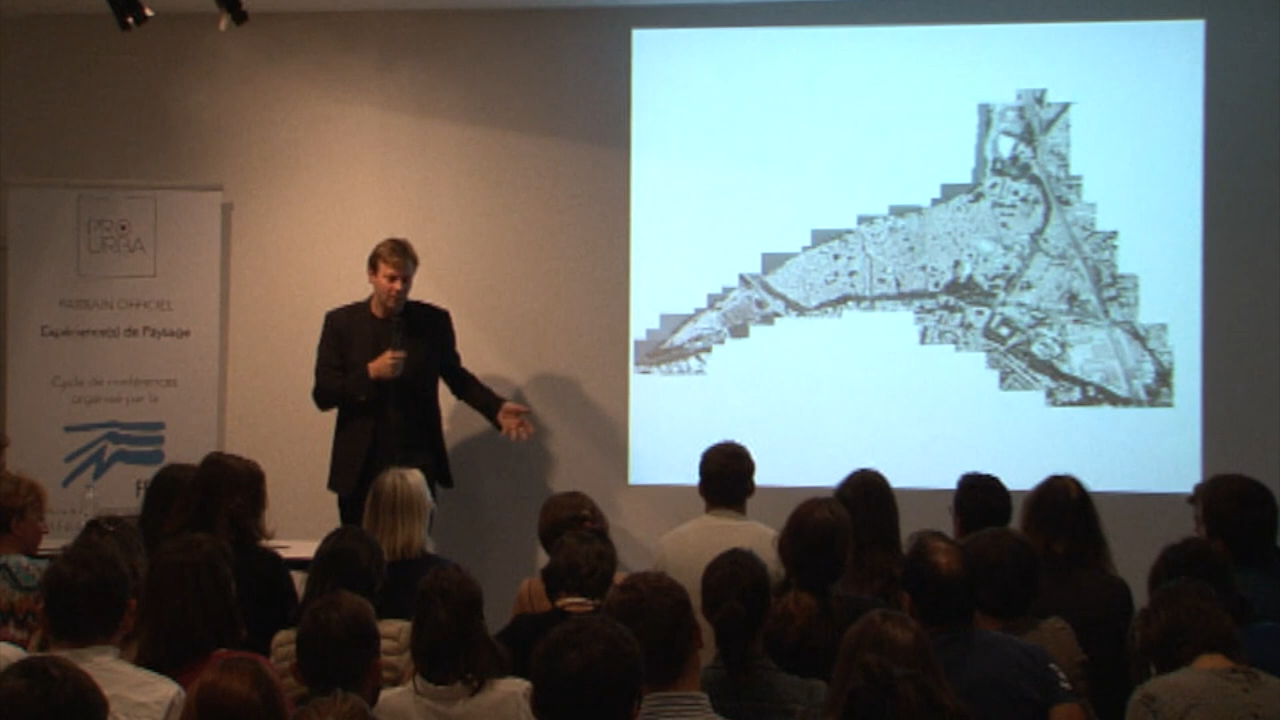 PRO
URBA
PARRAIN OFFICIEL
Expérience(s) de Paysage
Cycle de conférences
organisé par la